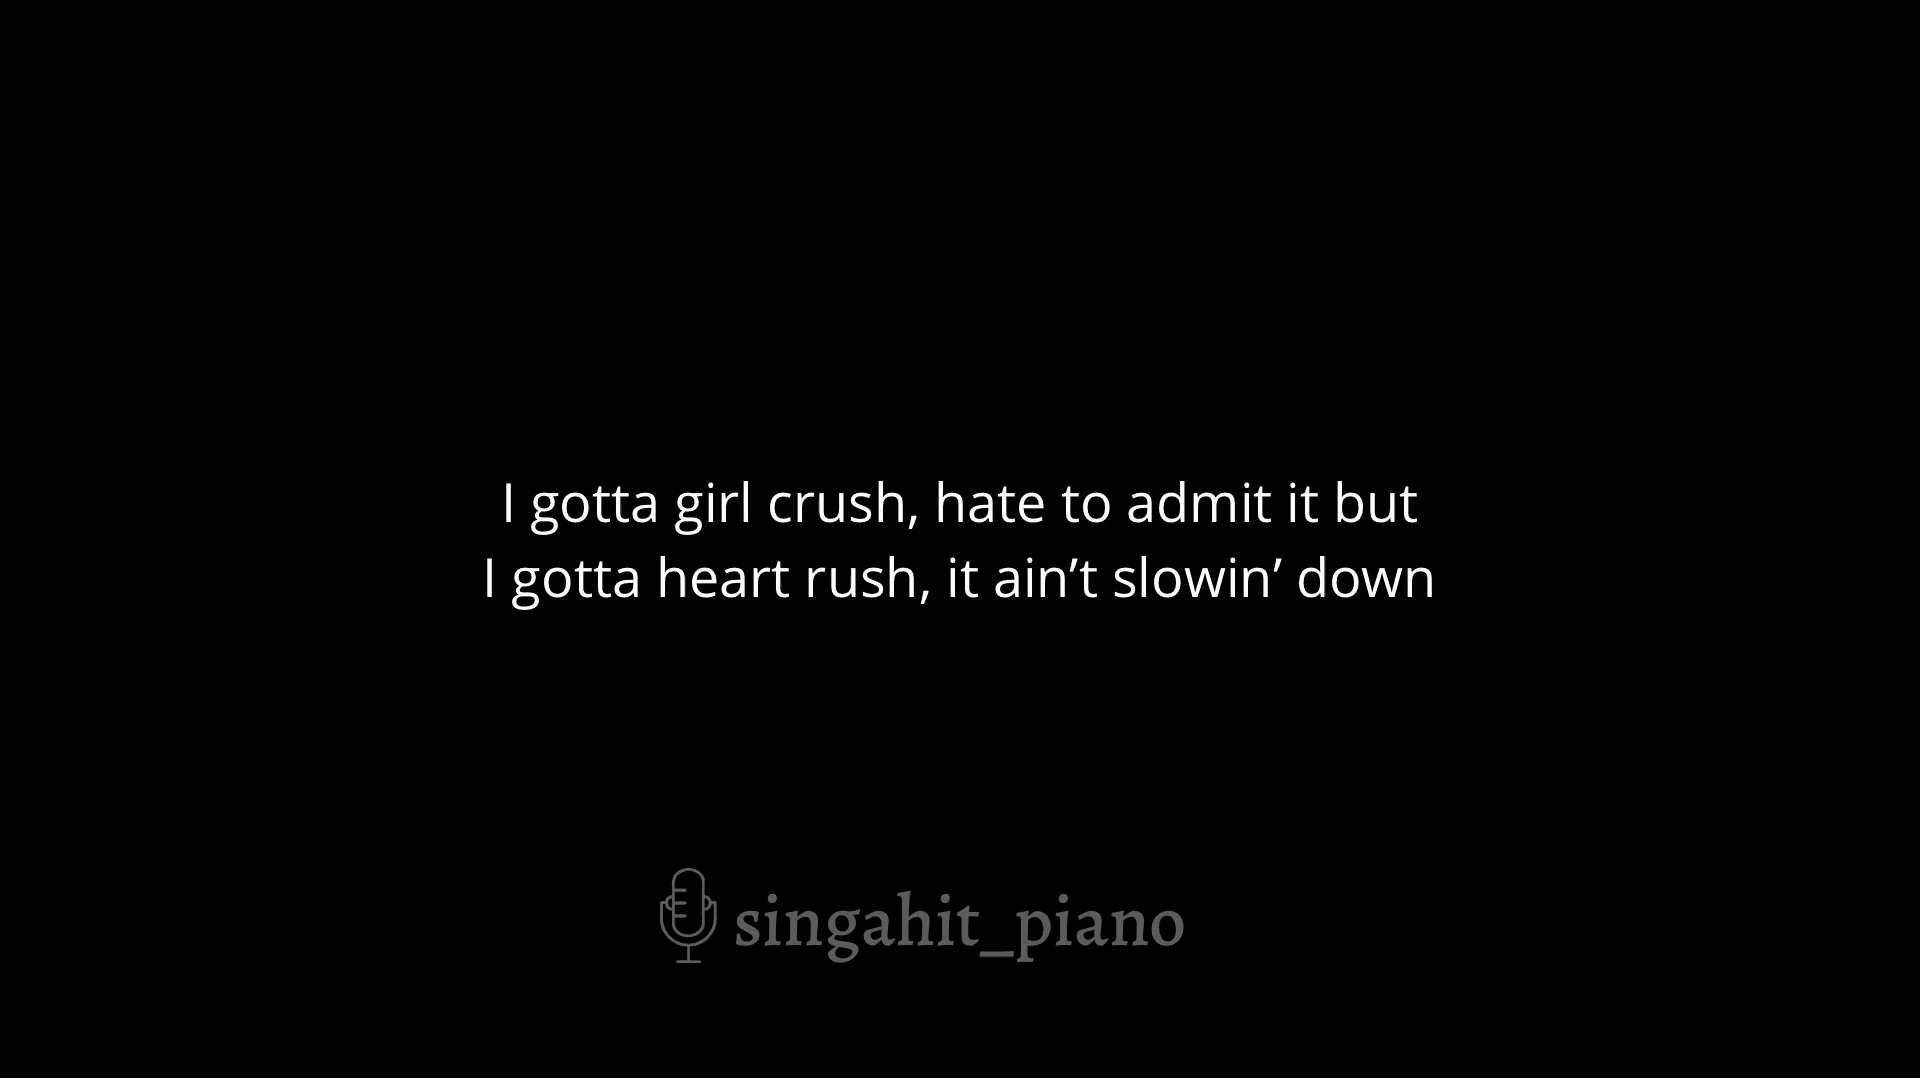 I gotta girl crush, hate to admit it but
I gotta heart rush, it ain’t slowin’ down
singahit_piano